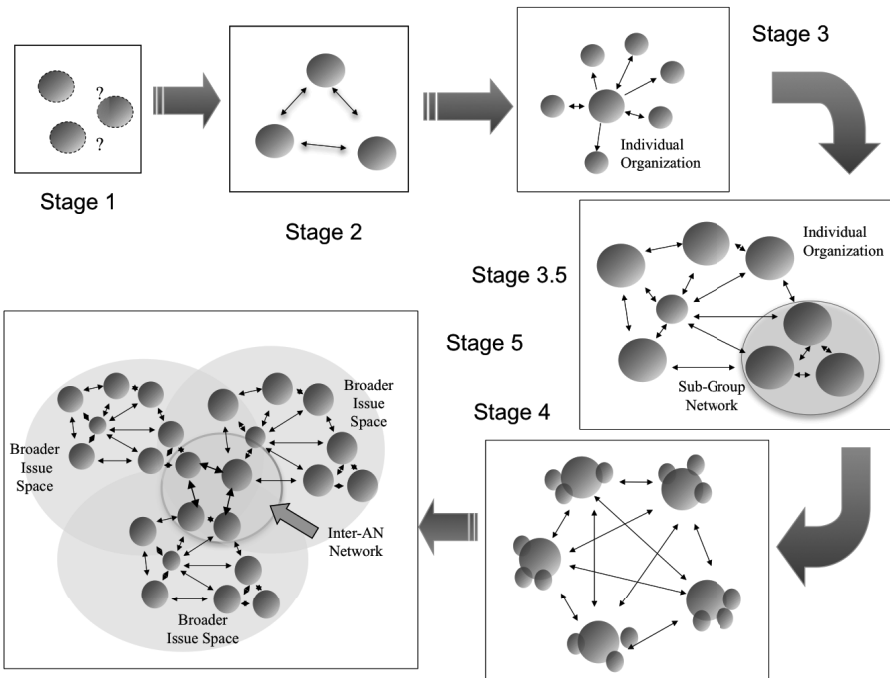 Stage 3
?
?
Stage 1
Stage 2
Individual
Organization
Individual
Organization
Stage 3.5
Stage 5
Sub-Group
Network
Stage 4
Broader
Issue
Space
Broader
Issue
Space
Inter-AN
Network
Broader
Issue Space